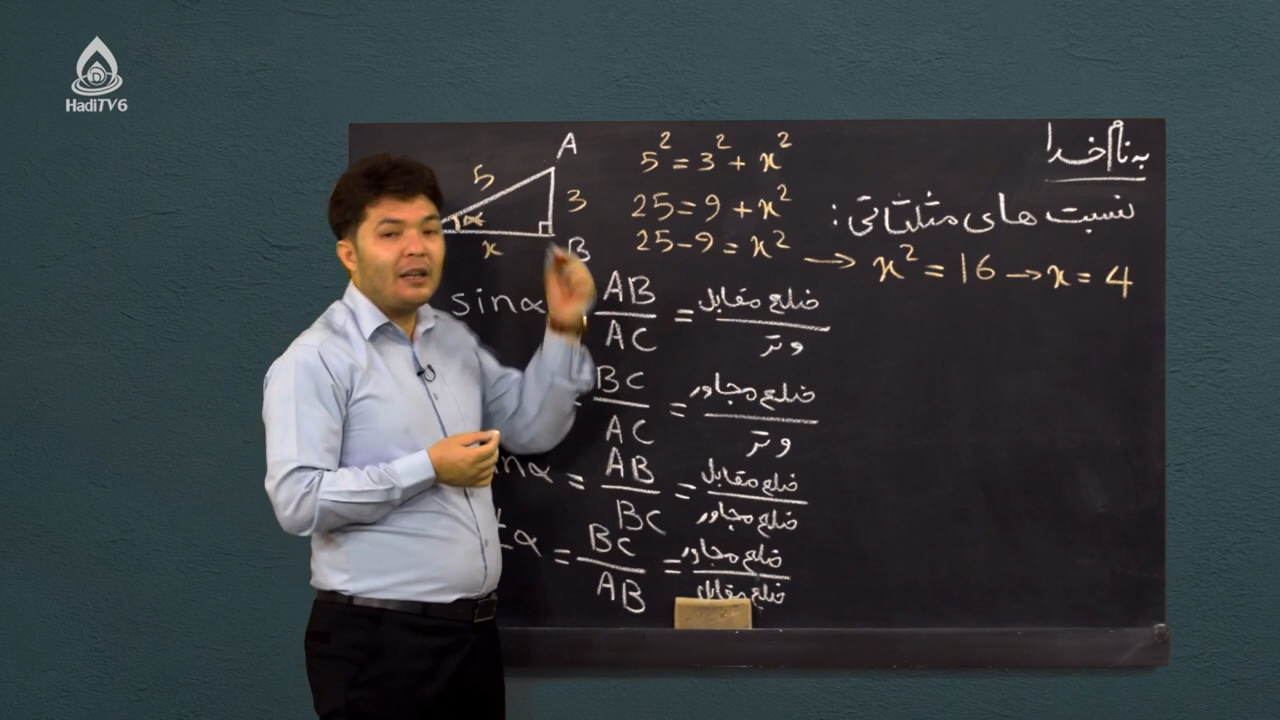 HadiTV6
به نام خدا
نسبت های مثلثاتی:
A
5
3
α
x
B
5² = 3² + x²
25 = 9 + x²
25 - 9 = x² → x² = 16 → x = 4
sinα AB/AC = ضلع مقابل/وتر
= BC/AC = ضلع مجاور/وتر
nα = AB/BC = ضلع مقابل/ضلع مجاور
tα = BC/AB = ضلع مجاور/ضلع مقابل